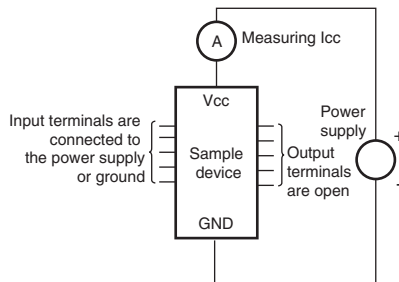 A
Measuring Icc
Vcc
Input terminals are
connected to
the power supply
or ground
Sample
device
Output
terminals
are open
Power
supply
+
-
GND